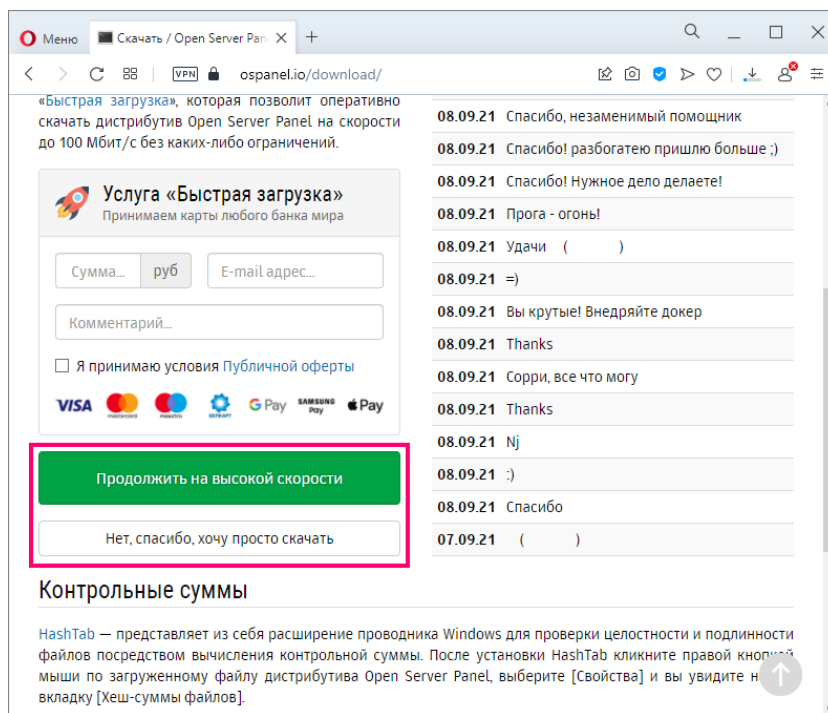 Меню
Скачать / Open Server Pan
VPN
ospanel.io/download/
«Быстрая загрузка», которая позволит оперативно
скачать дистрибутив Open Server Panel на скорости
до 100 Мбит/с без каких-либо ограничений.
Услуга «Быстрая загрузка»
Принимаем карты любого банка мира
Сумма... руб E-mail адрес...
Комментарий...
Я принимаю условия Публичной оферты
VISA mastercard maestro G Pay SAMSUNG Pay Pay
Продолжить на высокой скорости
Нет, спасибо, хочу просто скачать
08.09.21 Спасибо, незаменимый помощник
08.09.21 Спасибо! разбогатею пришлю больше ;)
08.09.21 Спасибо! Нужное дело делаете!
08.09.21 Прога - огонь!
08.09.21 Удачи ( )
08.09.21 =)
08.09.21 Вы крутые! Внедряйте докер
08.09.21 Thanks
08.09.21 Сорри, все что могу
08.09.21 Thanks
08.09.21 Nj
08.09.21 :)
08.09.21 Спасибо
07.09.21 ( )
Контрольные суммы
HashTab — представляет из себя расширение проводника Windows для проверки целостности и подлинности
файлов посредством вычисления контрольной суммы. После установки HashTab кликните правой кнопкой
мыши по загруженному файлу дистрибутива Open Server Panel, выберите [Свойства] и вы увидите
вкладку [Хеш-суммы файлов].